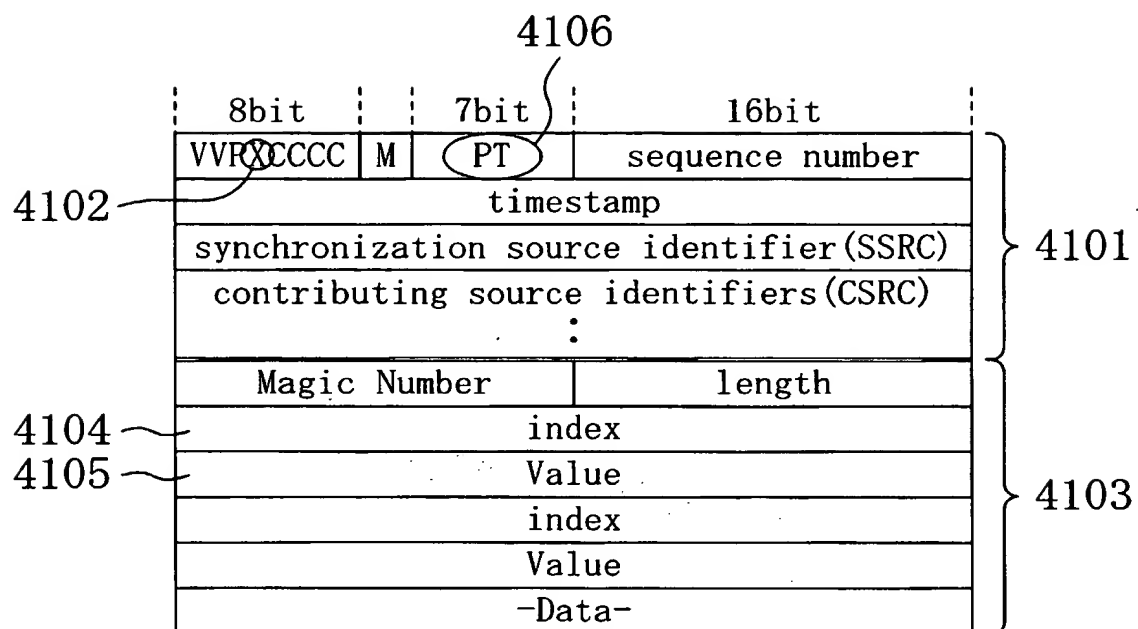 4106
8bit 7bit 16bit
VVPXCCCC M PT sequence number
4102
timestamp
synchronization source identifier(SSRC)
4101
contributing source identifiers(CSRC)
Magic Number length
4104 index
4105 Value
4103
index
Value
-Data-